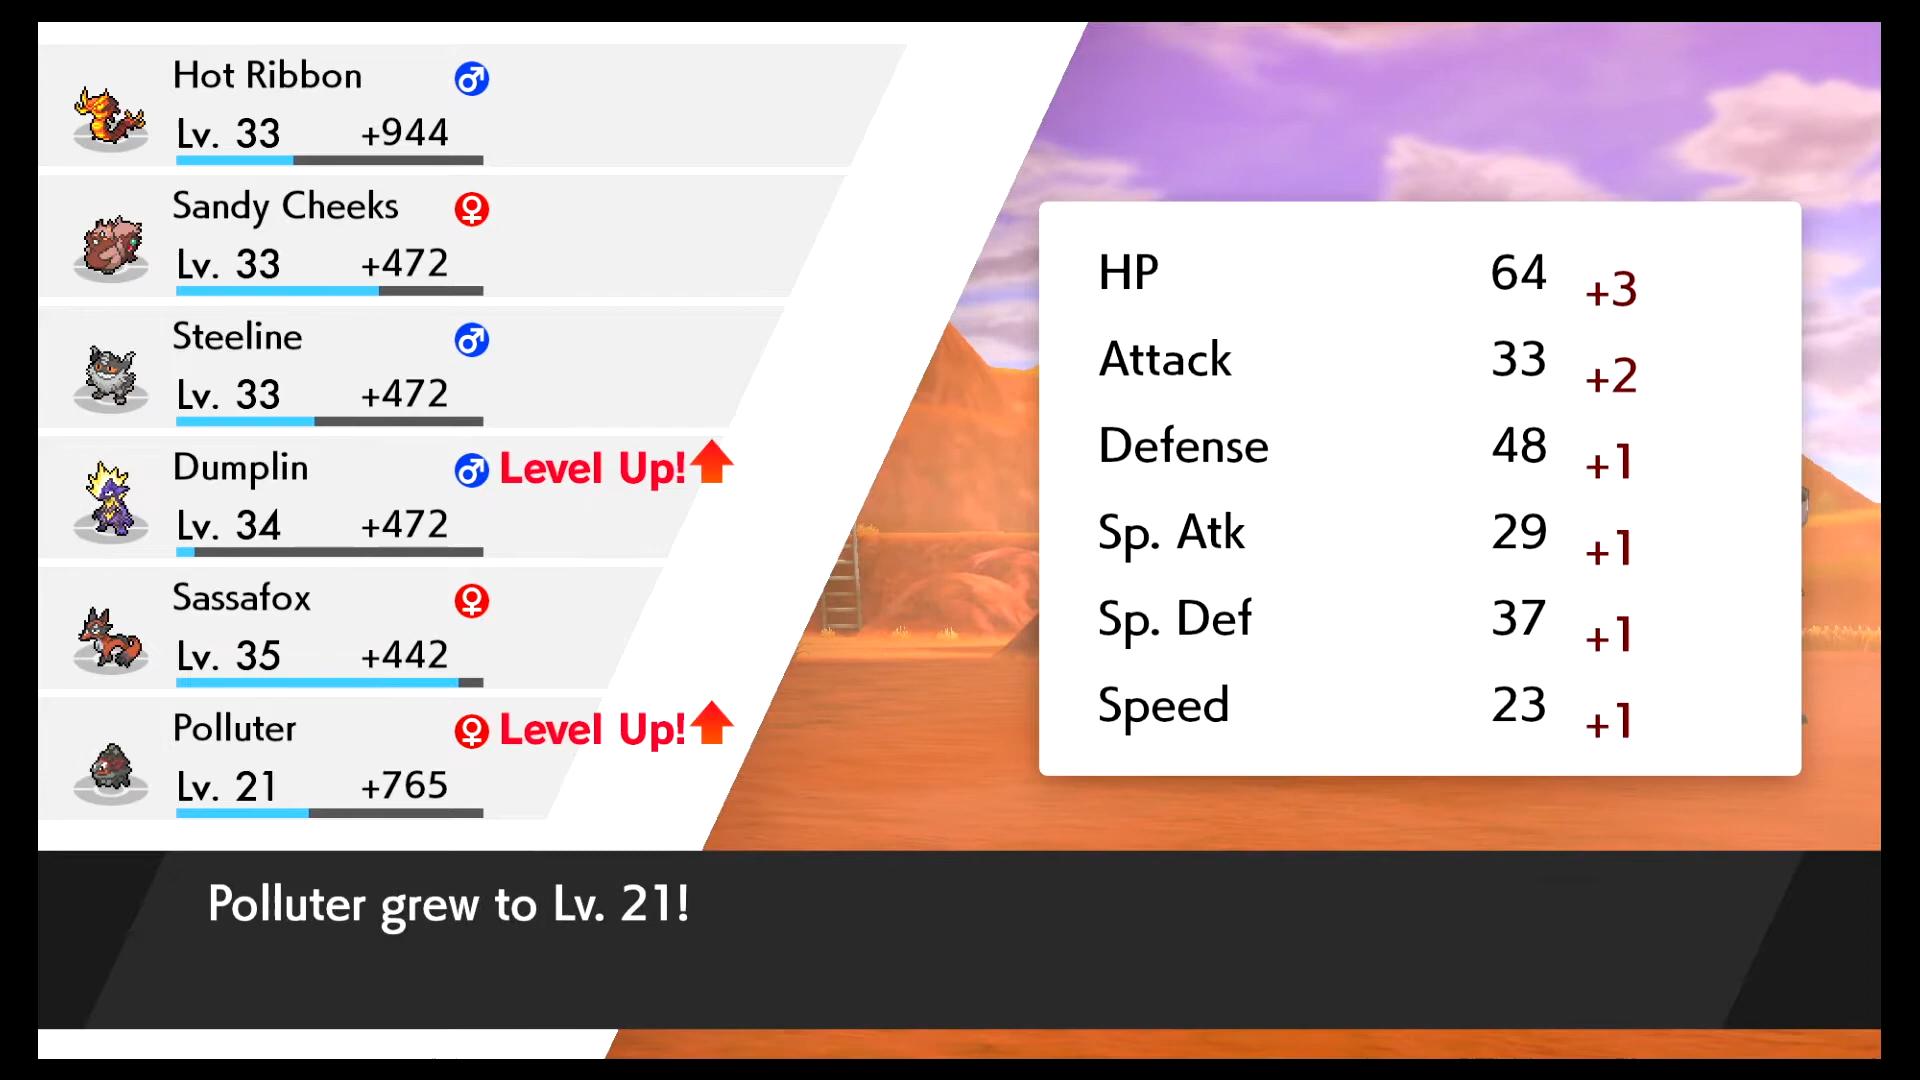 Hot Ribbon
Lv. 33 +944
Sandy Cheeks
Lv. 33 +472
Steeline
Lv. 33 +472
Dumplin Level Up!
Lv. 34 +472
Sassafox
Lv. 35 +442
Polluter Level Up!
Lv. 21 +765
HP 64 +3
Attack 33 +2
Defense 48 +1
Sp. Atk 29 +1
Sp. Def 37 +1
Speed 23 +1
Polluter grew to Lv. 21!